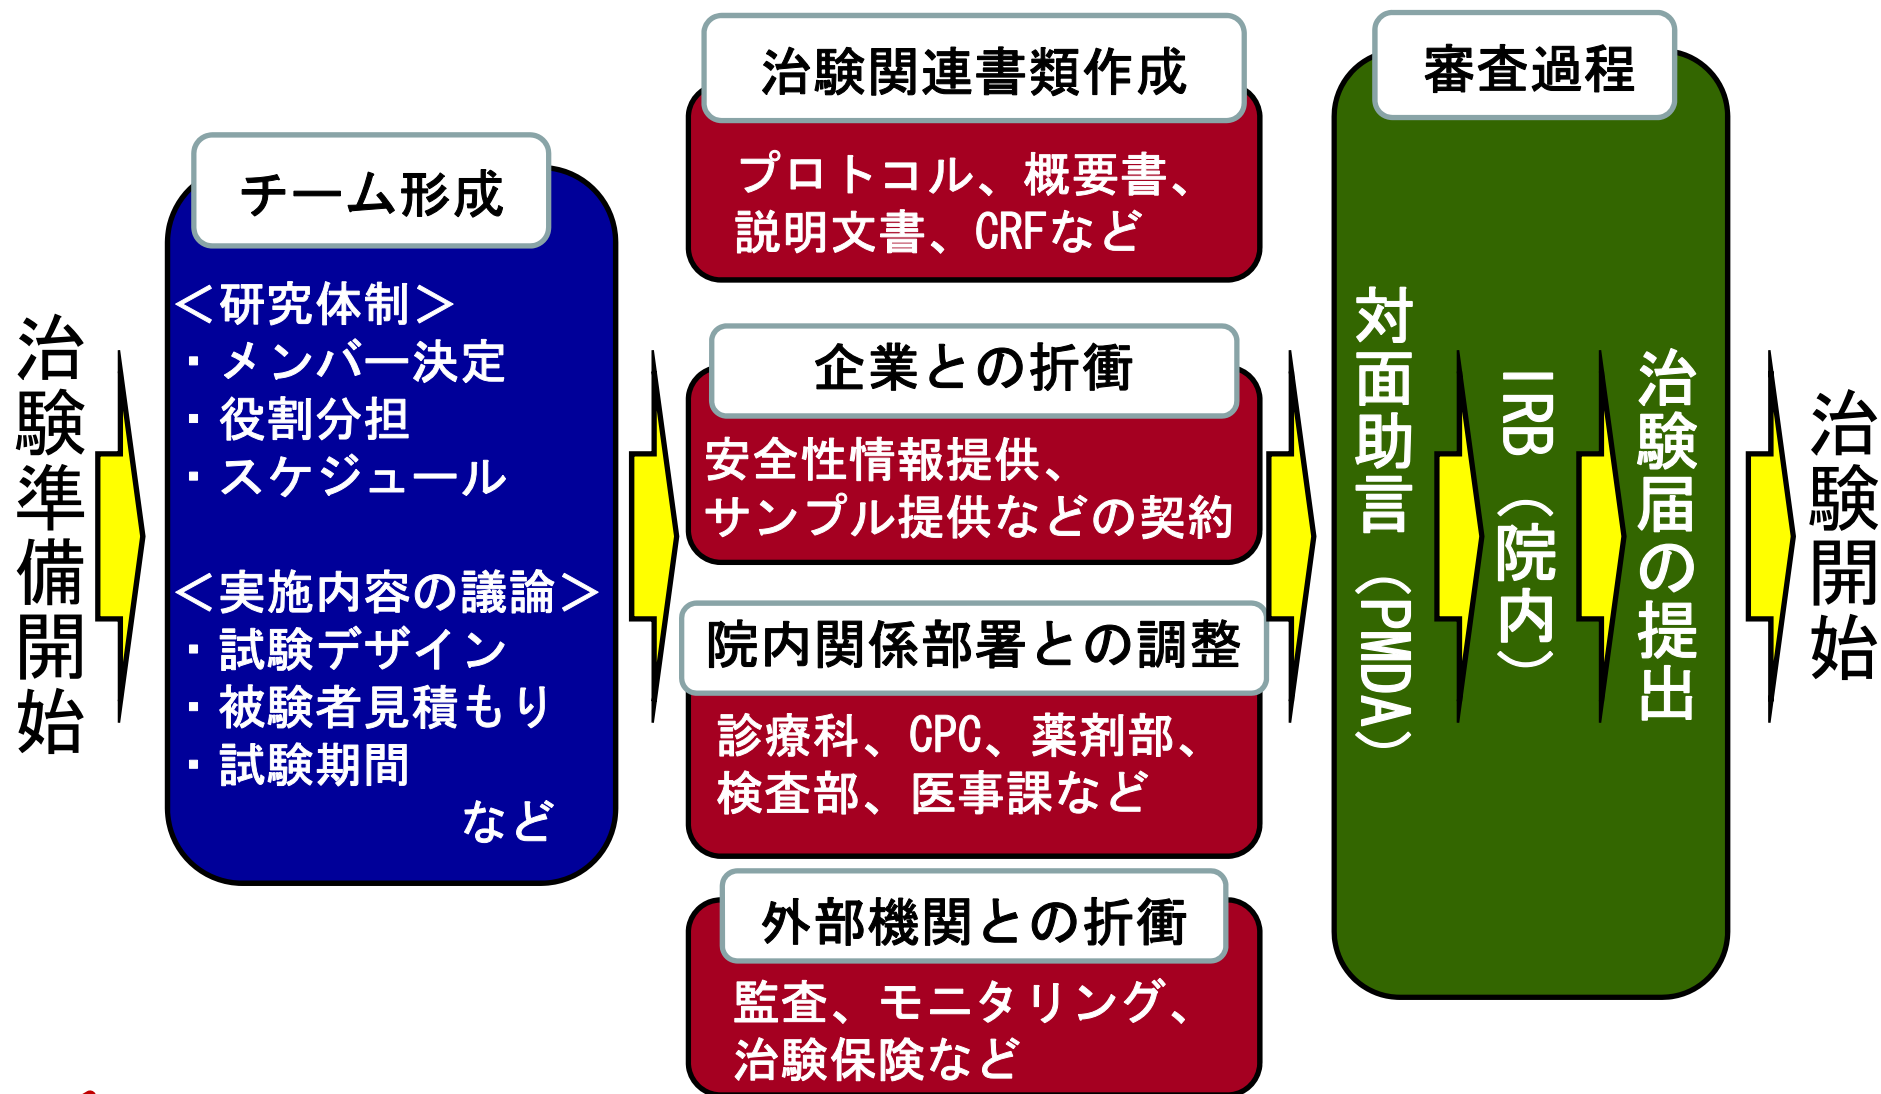 治験準備開始
チーム形成
＜研究体制＞
・メンバー決定
・役割分担
・スケジュール
＜実施内容の議論＞
・試験デザイン
・被験者見積もり
・試験期間
など
治験関連書類作成
プロトコル、概要書、
説明文書、CRFなど
企業との折衝
安全性情報提供、
サンプル提供などの契約
院内関係部署との調整
診療科、CPC、薬剤部、
検査部、医事課など
外部機関との折衝
監査、モニタリング、
治験保険など
審査過程
対面助言（PMDA）
IRB（院内）
治験届の提出
治験開始